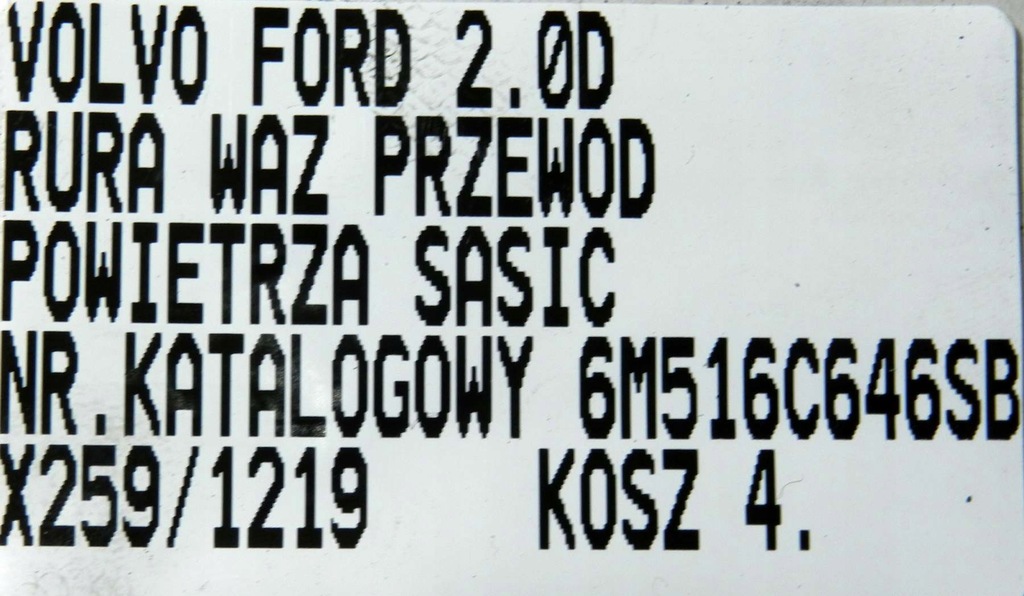 VOLVO FORD 2.0D
RURA WAZ PRZEWOD
POWIETRZA SASIC
NR.KATALOGOWY 6M516C646SB
X259/1219 KOSZ 4.